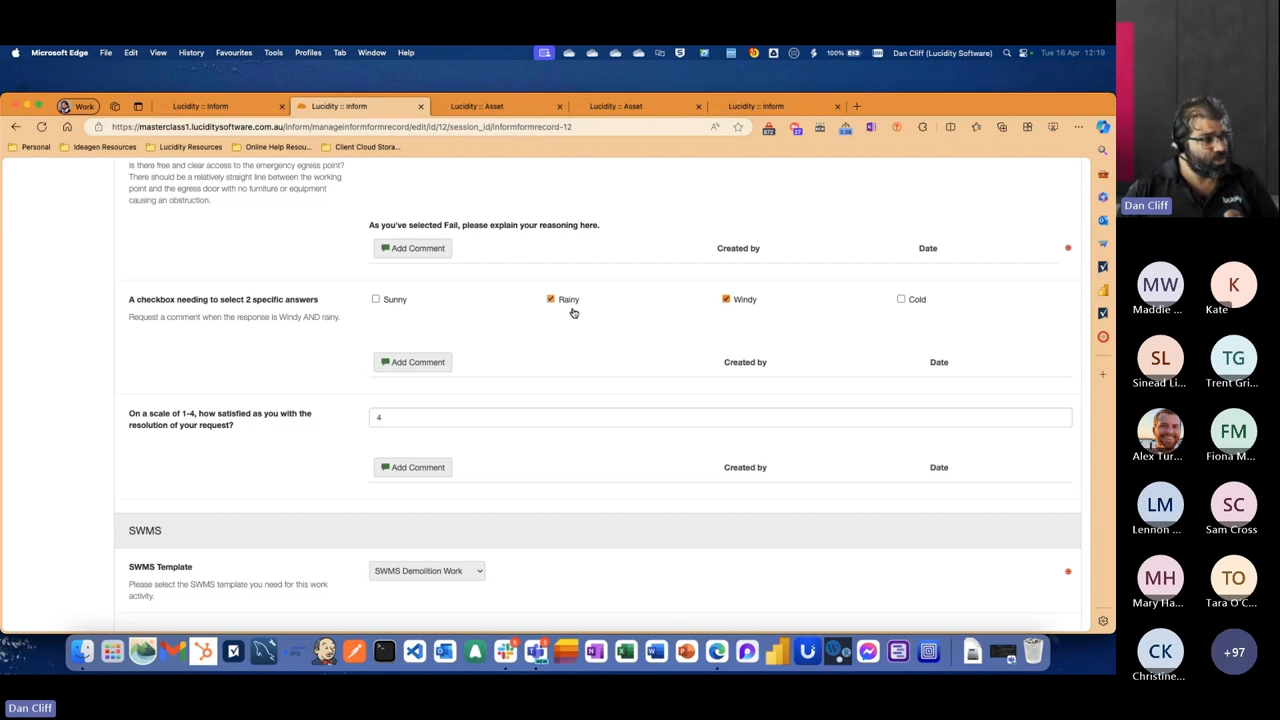 Microsoft Edge File Edit View History Favourites Tools Profiles Tab Window Help 100% Dan Cliff (Lucidity Software) Tue 16 Apr 12:19
Work Lucidity :: Inform Lucidity :: Inform Lucidity :: Asset Lucidity :: Asset Lucidity :: Inform
https://masterclass1.luciditysoftware.com.au/inform/manageinformformrecord/edit/id/12/session_id/informformrecord-12
Personal Ideagen Resources Lucidity Resources Online Help Resou... Client Cloud Stora...
Is there free and clear access to the emergency egress point?
There should be a relatively straight line between the working
point and the egress door with no furniture or equipment
causing an obstruction.
As you've selected Fail, please explain your reasoning here.
Add Comment Created by Date
A checkbox needing to select 2 specific answers
Sunny Rainy Windy Cold
Request a comment when the response is Windy AND rainy.
Add Comment Created by Date
On a scale of 1-4, how satisfied as you with the
resolution of your request?
4
Add Comment Created by Date
SWMS
SWMS Template
SWMS Demolition Work
Please select the SWMS template you need for this work
activity.
Dan Cliff
lucidity
Dan Cliff
MW
Maddie ...
K
Kate
SL
Sinead Li...
TG
Trent Gri...
Alex Tur...
FM
Fiona M...
LM
Lennon ...
SC
Sam Cross
MH
Mary Ha...
TO
Tara O'C...
CK
Christine...
+97